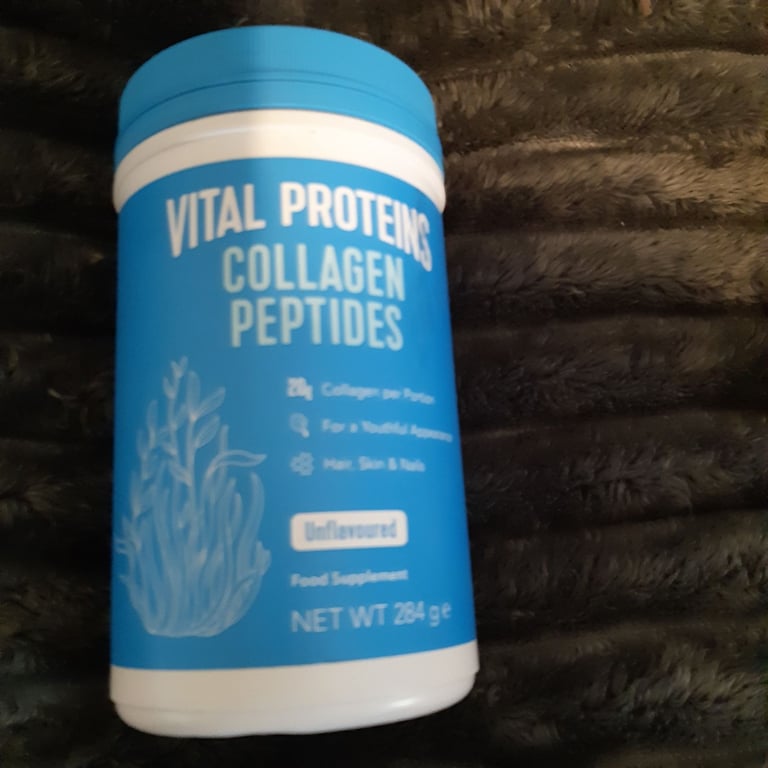 VITAL PROTEINS
COLLAGEN
PEPTIDES
20g Collagen per Portion
For a Youthful Appearance
Hair, Skin & Nails
Unflavoured
Food Supplement
NET WT 284 g e